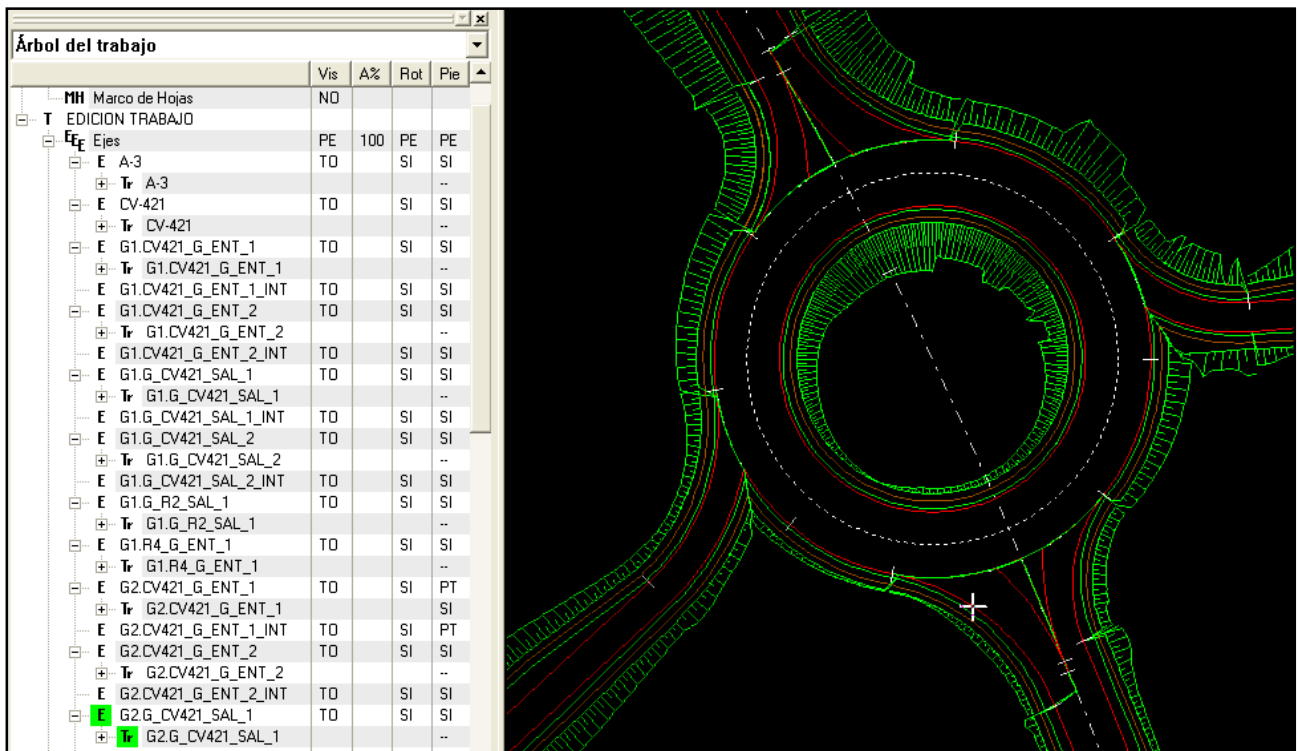 Árbol del trabajo
Vis A% Rot Pie
MH Marco de Hojas NO
T EDICION TRABAJO
EEE Ejes PE 100 PE PE
E A-3 TO SI SI
Tr A-3 --
E CV-421 TO SI SI
Tr CV-421 --
E G1.CV421_G_ENT_1 TO SI SI
Tr G1.CV421_G_ENT_1 --
E G1.CV421_G_ENT_1_INT TO SI SI
E G1.CV421_G_ENT_2 TO SI SI
Tr G1.CV421_G_ENT_2 --
E G1.CV421_G_ENT_2_INT TO SI SI
E G1.G_CV421_SAL_1 TO SI SI
Tr G1.G_CV421_SAL_1 --
E G1.G_CV421_SAL_1_INT TO SI SI
E G1.G_CV421_SAL_2 TO SI SI
Tr G1.G_CV421_SAL_2 --
E G1.G_CV421_SAL_2_INT TO SI SI
E G1.G_R2_SAL_1 TO SI SI
Tr G1.G_R2_SAL_1 --
E G1.R4_G_ENT_1 TO SI SI
Tr G1.R4_G_ENT_1 --
E G2.CV421_G_ENT_1 TO SI PT
Tr G2.CV421_G_ENT_1 SI
E G2.CV421_G_ENT_1_INT TO SI PT
E G2.CV421_G_ENT_2 TO SI SI
Tr G2.CV421_G_ENT_2 --
E G2.CV421_G_ENT_2_INT TO SI SI
E G2.G_CV421_SAL_1 TO SI SI
Tr G2.G_CV421_SAL_1 --